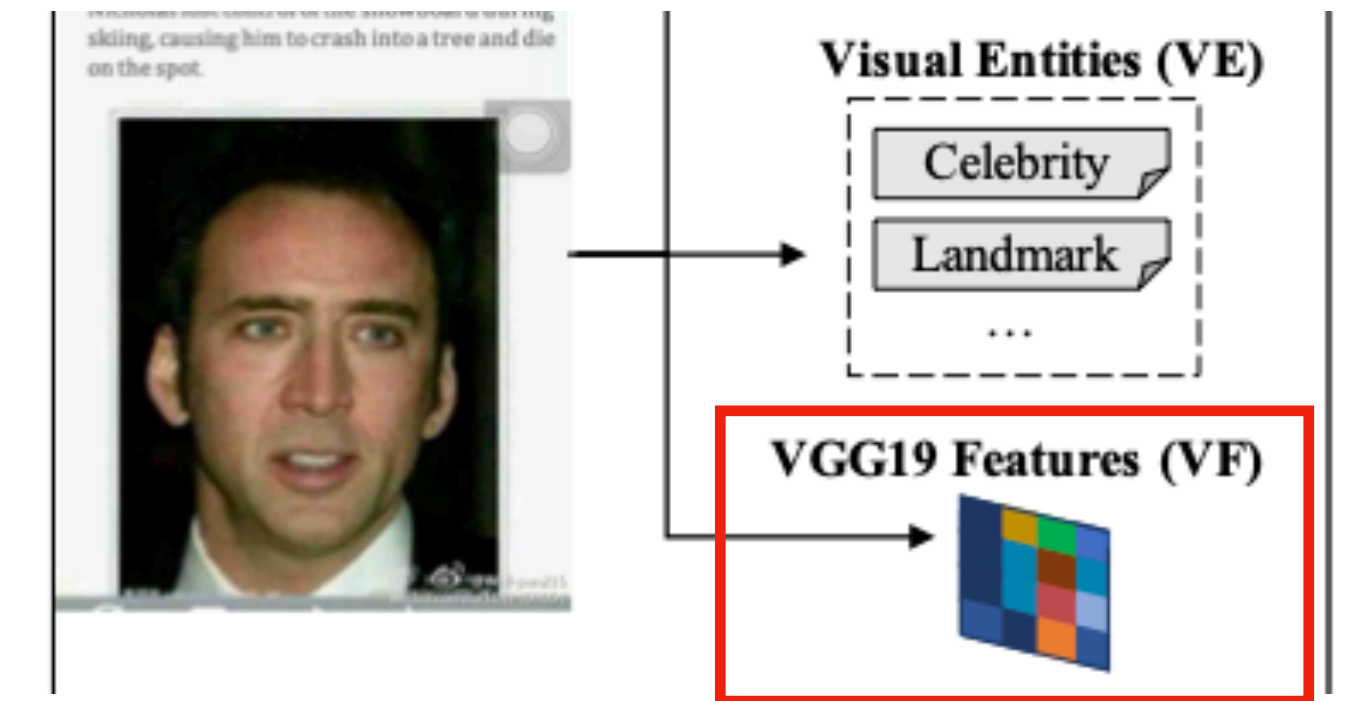 skiing, causing him to crash into a tree and die
on the spot.
Visual Entities (VE)
Celebrity
Landmark
...
VGG19 Features (VF)